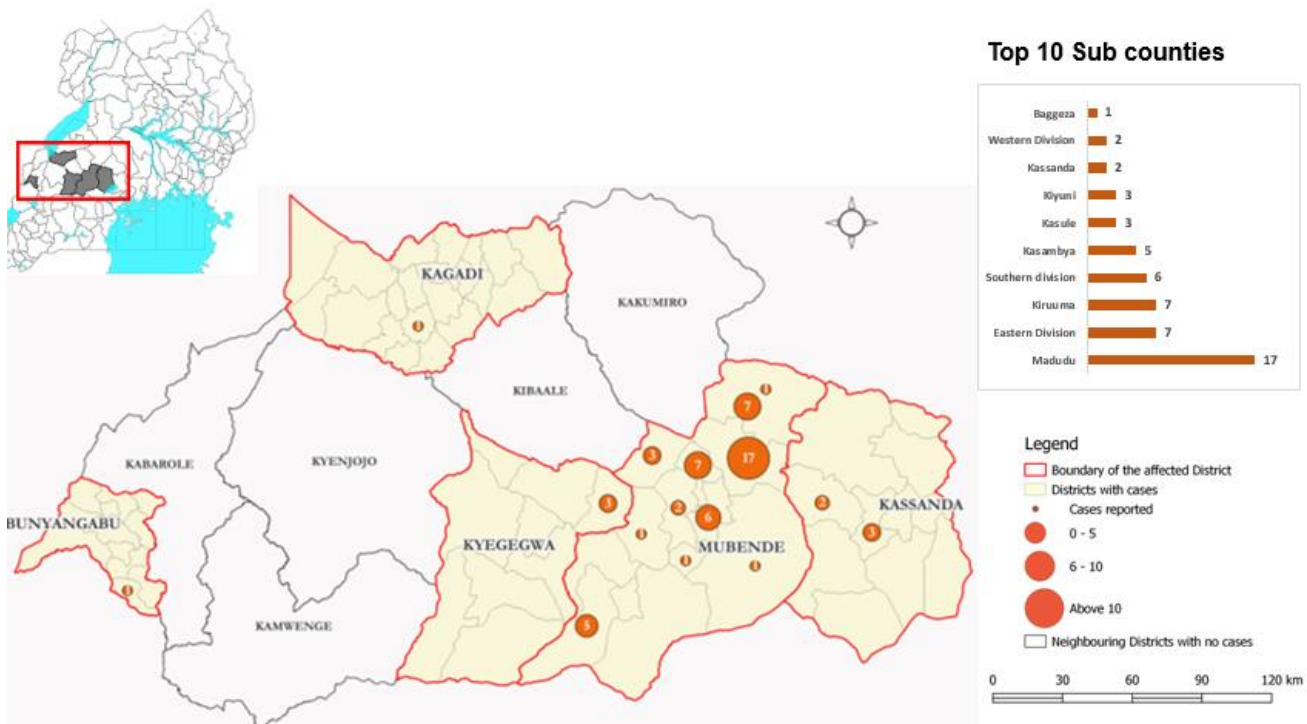 Top 10 Sub counties
Baggeza 1
Western Division 2
Kassanda 2
Kiyuni 3
Kasule 3
Kasambya 5
Southern division 6
Kiruuma 7
Eastern Division 7
Madudu 17
KAGADI
1
KAKUMIRO
KIBAALE
1
7
KABAROLE
KYENJOJO
3
7
17
BUNYANGABU
3
2
2
KASSANDA
KYEGEGWA
6
3
1
MUBENDE
1
1
1
KAMWENGE
5
Legend
Boundary of the affected District
Districts with cases
Cases reported
0 - 5
6 - 10
Above 10
Neighbouring Districts with no cases
0 30 60 90 120 km